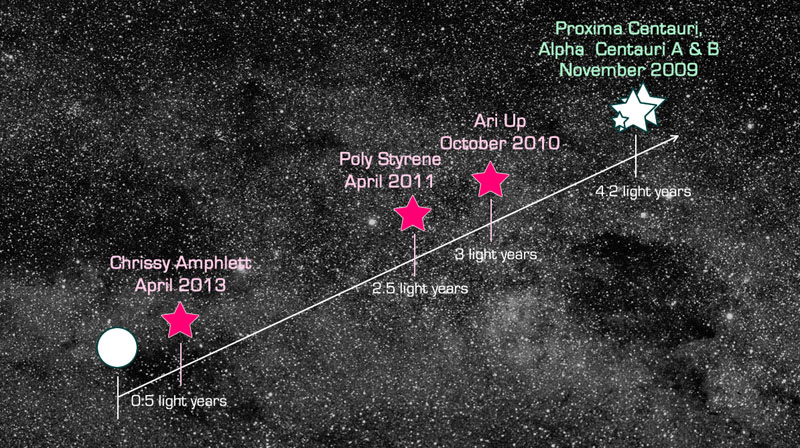 Proxima Centauri,
Alpha Centauri A & B
November 2009
Ari Up
October 2010
Poly Styrene
April 2011
4.2 light years
3 light years
2.5 light years
Chrissy Amphlett
April 2013
0.5 light years